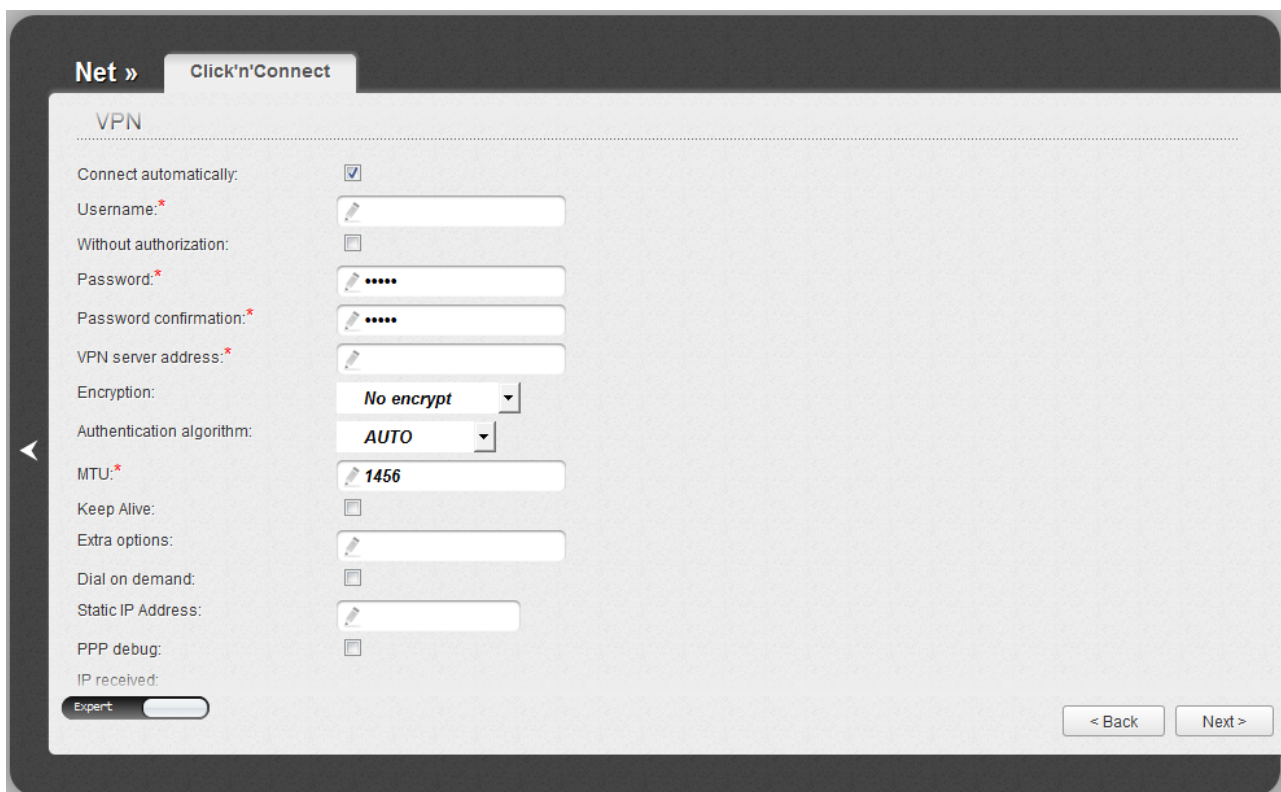 Net » Click'n'Connect
VPN
Connect automatically:
Username:*
Without authorization:
Password:* •••••
Password confirmation:* •••••
VPN server address:*
Encryption: No encrypt
Authentication algorithm: AUTO
MTU:* 1456
Keep Alive:
Extra options:
Dial on demand:
Static IP Address:
PPP debug:
IP received:
Expert
< Back Next >